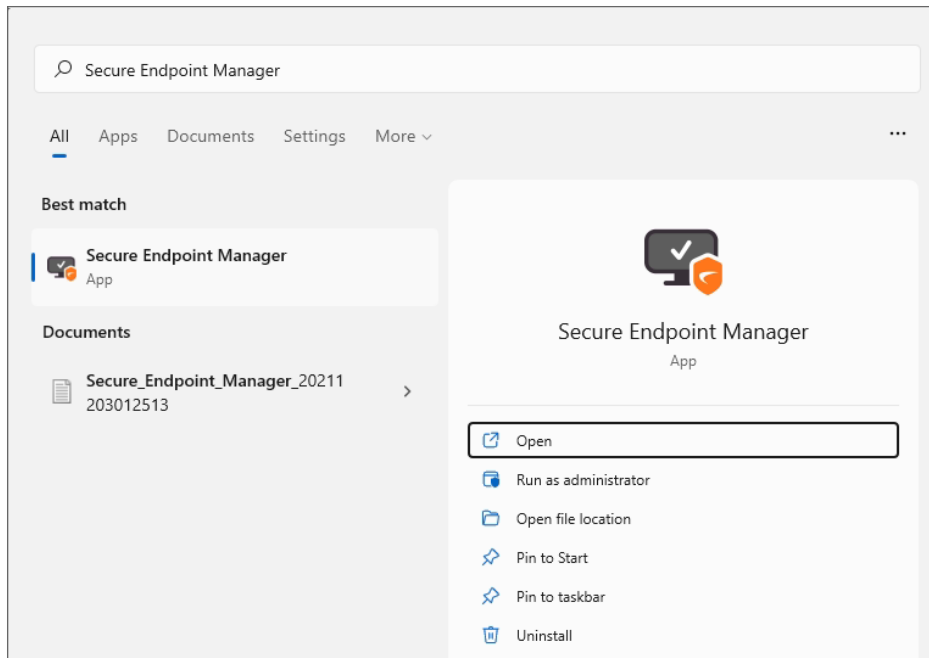 Secure Endpoint Manager
All Apps Documents Settings More
Best match
Secure Endpoint Manager
App
Documents
Secure_Endpoint_Manager_20211
203012513
Secure Endpoint Manager
App
Open
Run as administrator
Open file location
Pin to Start
Pin to taskbar
Uninstall